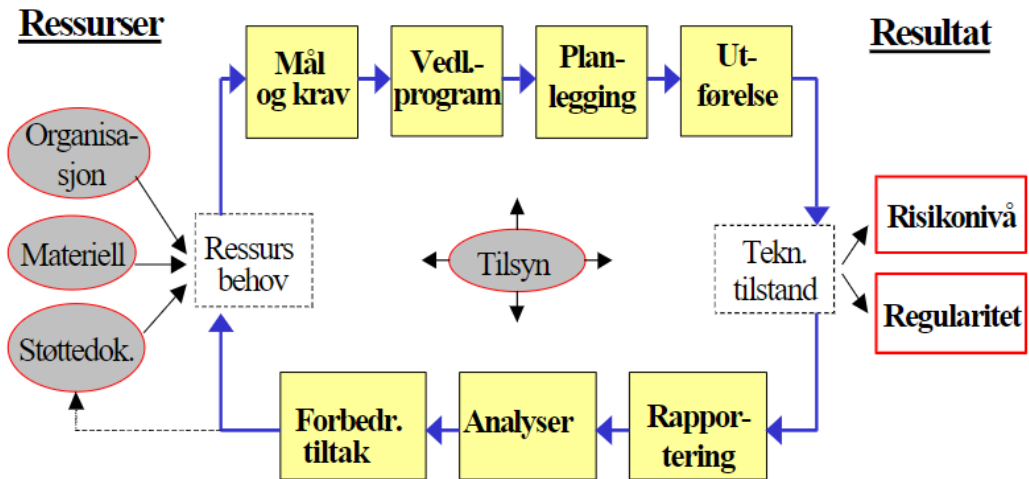 Ressurser
Resultat
Mål
og krav
Vedl.-
program
Plan-
legging
Ut-
førelse
Organisa-
sjon
Materiell
Støttedok.
Ressurs
behov
Tilsyn
Tekn.
tilstand
Risikonivå
Regularitet
Forbedr.
tiltak
Analyser
Rappor-
tering